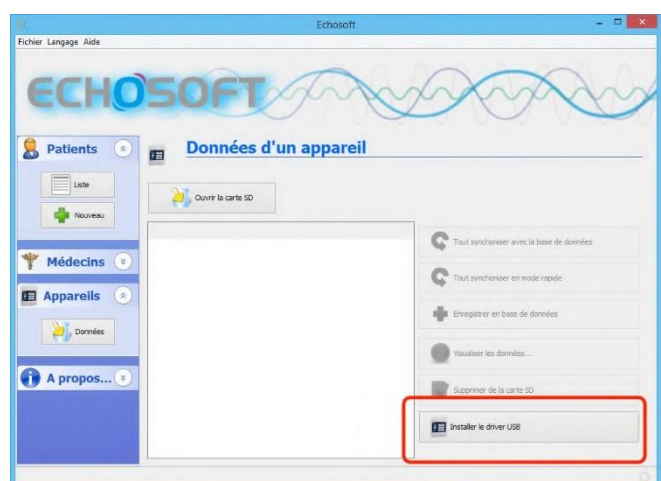 Echosoft
Fichier Langage Aide
ECHOSOFT
Patients
Liste
Nouveau
Médecins
Appareils
Données
A propos...
Données d'un appareil
Ouvrir la carte SD
Tout synchoniser avec la base de données
Tout synchoniser en mode rapide
Enregistrer en base de données
Visualiser les données...
Supprimer de la carte SD
Installer le driver USB